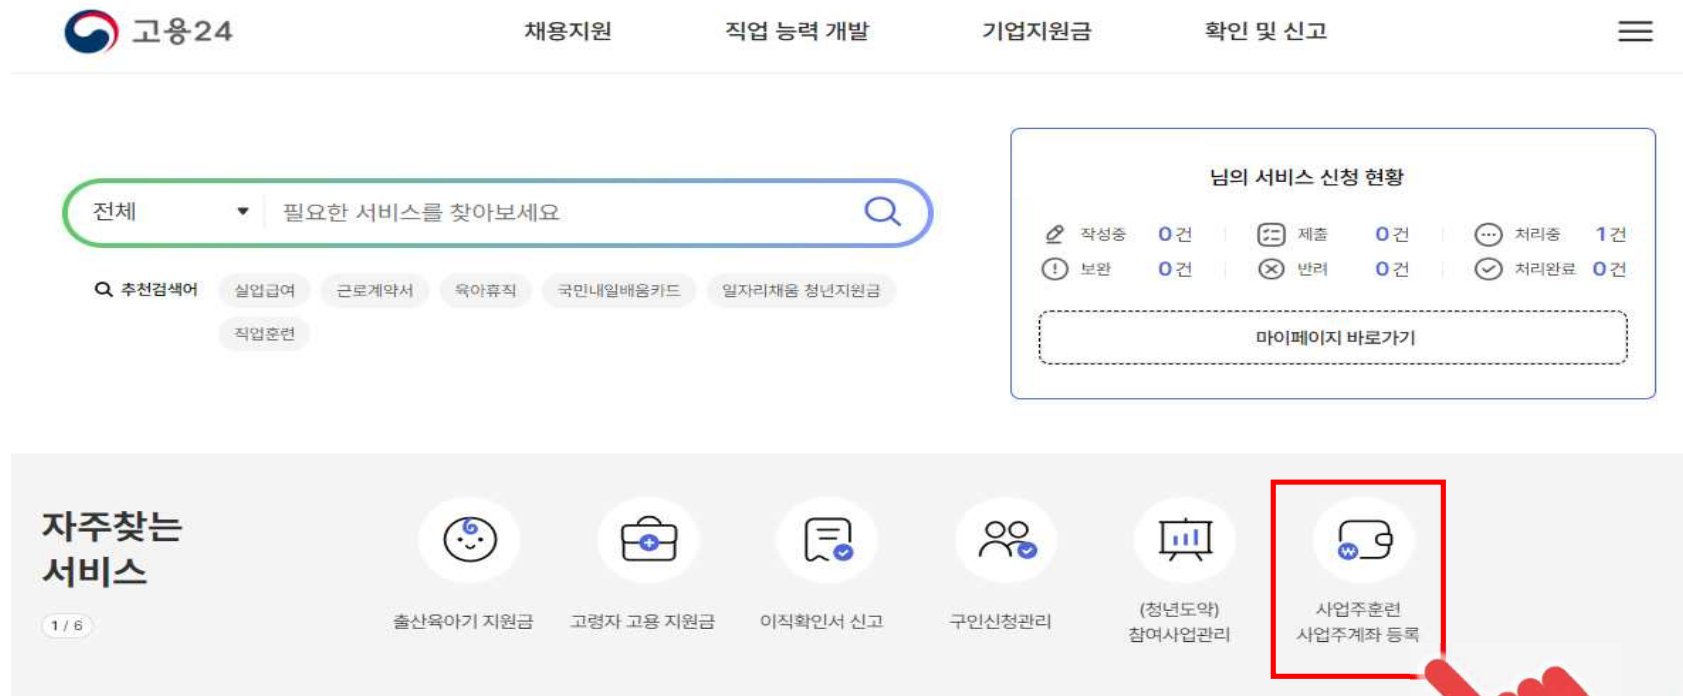 고용24
채용지원
직업 능력 개발
기업지원금
확인 및 신고
전체
필요한 서비스를 찾아보세요
추천검색어
실업급여
근로계약서
육아휴직
국민내일배움카드
일자리채움 청년지원금
직업훈련
님의 서비스 신청 현황
작성중 0건
제출 0건
처리중 1건
보완 0건
반려 0건
처리완료 0건
마이페이지 바로가기
자주찾는
서비스
1 / 6
출산육아기 지원금
고령자 고용 지원금
이직확인서 신고
구인신청관리
(청년도약)
참여사업관리
사업주훈련
사업주계좌 등록